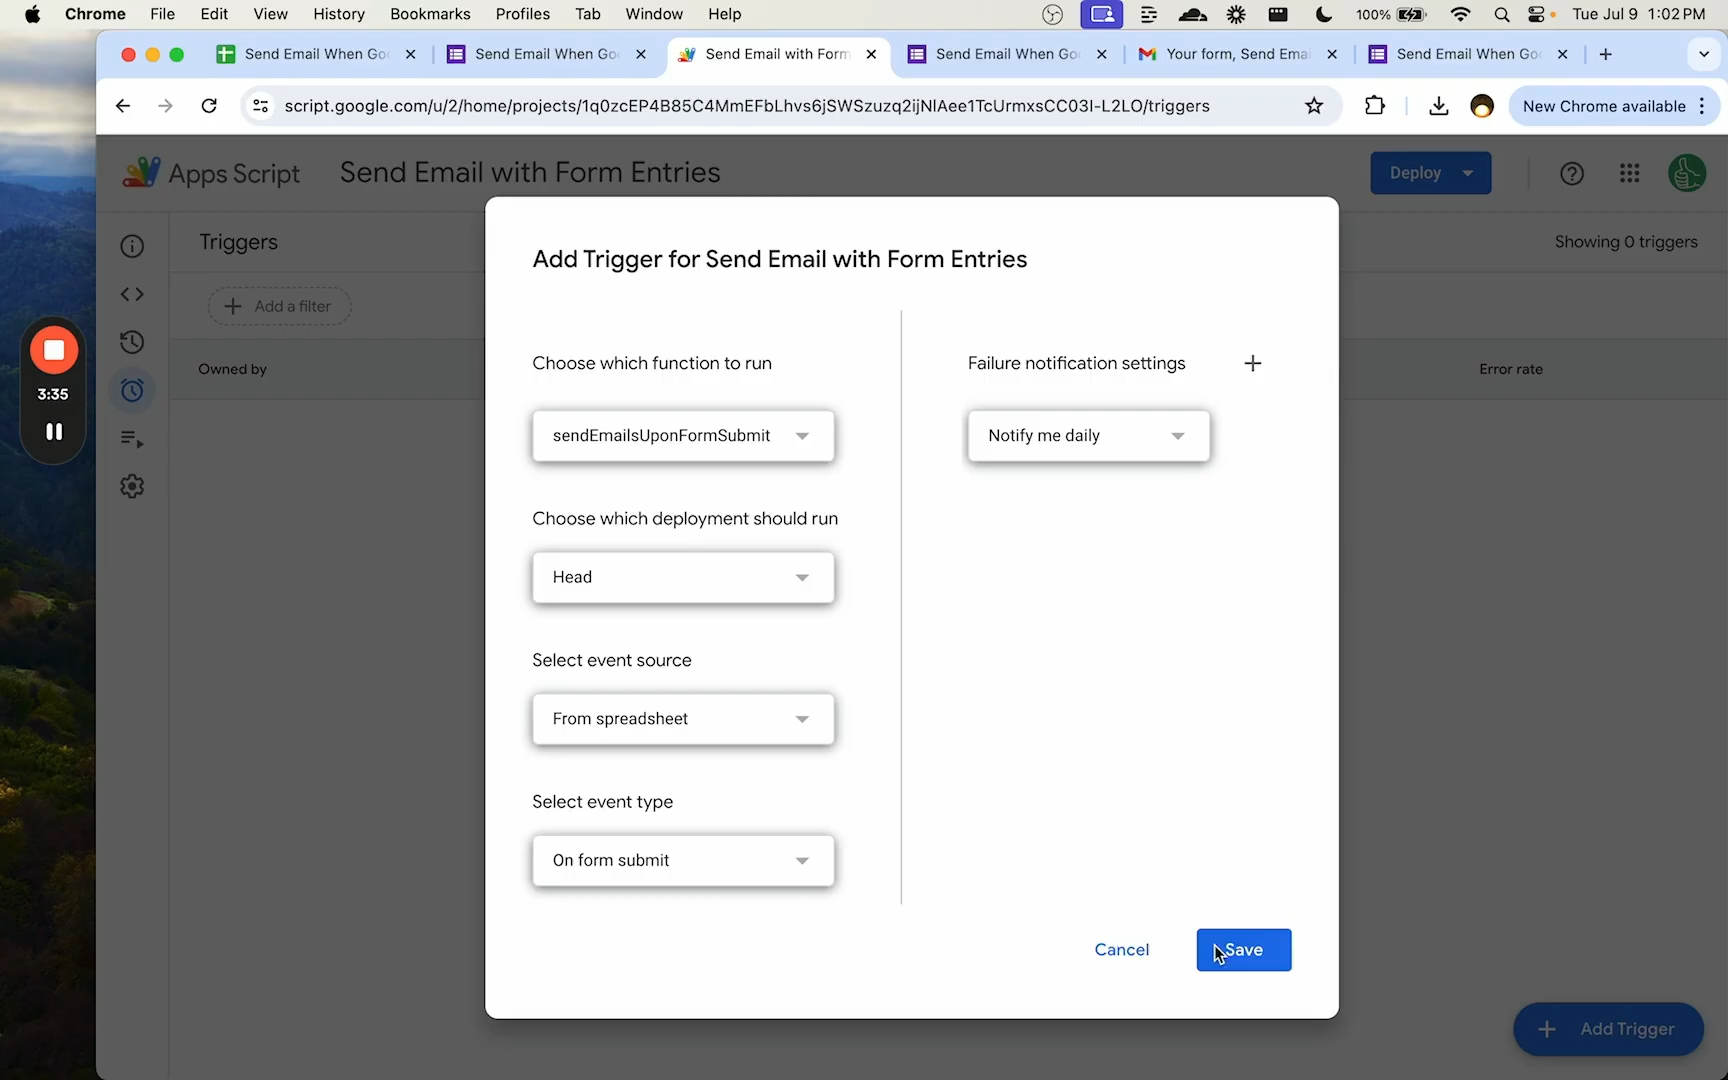 Chrome File Edit View History Bookmarks Profiles Tab Window Help 100% Tue Jul 9 1:02 PM
Send Email When Goo Send Email When Go Send Email with Form Send Email When Go Your form, Send Emai Send Email When Go
script.google.com/u/2/home/projects/1q0zcEP4B85C4MmEFbLhvs6jSWSzuzq2ijNlAee1TcUrmxsCC03I-L2LO/triggers New Chrome available
Apps Script Send Email with Form Entries Deploy
Triggers Showing 0 triggers
Add Trigger for Send Email with Form Entries
Add a filter
Owned by Error rate
Choose which function to run Failure notification settings
3:35
sendEmailsUponFormSubmit Notify me daily
Choose which deployment should run
Head
Select event source
From spreadsheet
Select event type
On form submit
Cancel Save
Add Trigger